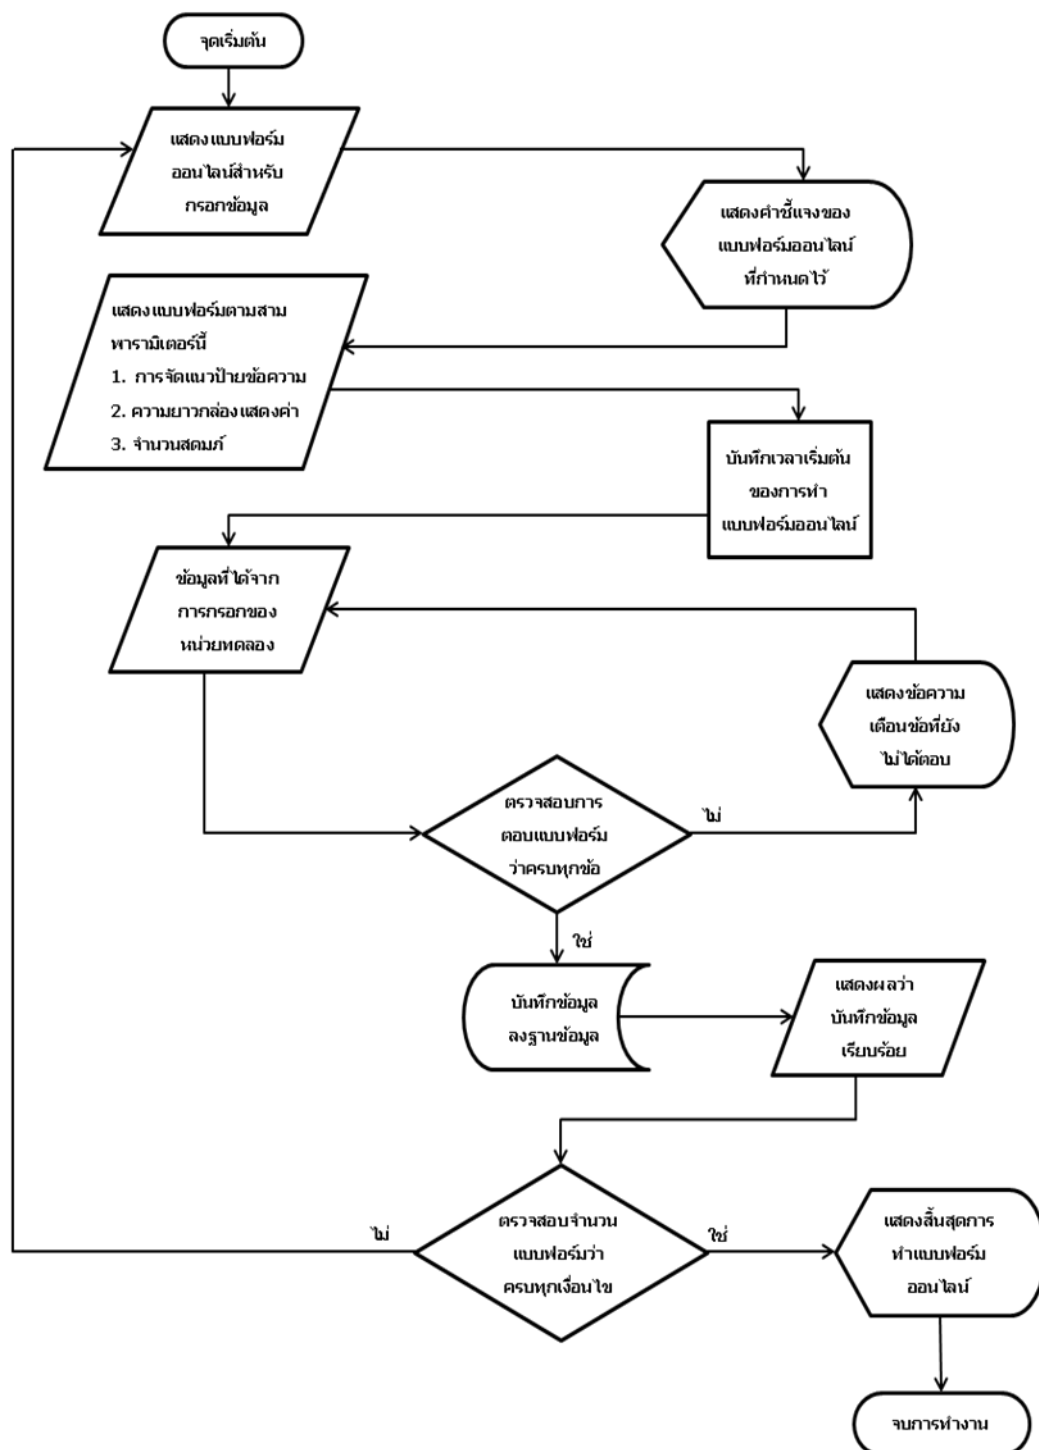 จุดเริ่มต้น
แสดงแบบฟอร์ม
ออนไลน์สำหรับ
กรอกข้อมูล
แสดงคำชี้แจงของ
แบบฟอร์มออนไลน์
ที่กำหนดไว้
แสดงแบบฟอร์มตามสาม
พารามิเตอร์นี้
1. การจัดแนวป้ายข้อความ
2. ความยาวกล่องแสดงค่า
3. จำนวนสดมภ์
บันทึกเวลาเริ่มต้น
ของการทำ
แบบฟอร์มออนไลน์
ข้อมูลที่ได้จาก
การกรอกของ
หน่วยทดลอง
แสดงข้อความ
เตือนข้อที่ยัง
ไม่ได้ตอบ
ตรวจสอบการ
ตอบแบบฟอร์ม
ว่าครบทุกข้อ
ไม่
ใช่
บันทึกข้อมูล
ลงฐานข้อมูล
แสดงผลว่า
บันทึกข้อมูล
เรียบร้อย
ตรวจสอบจำนวน
แบบฟอร์มว่า
ครบทุกเงื่อนไข
ไม่
ใช่
แสดงสิ้นสุดการ
ทำแบบฟอร์ม
ออนไลน์
จบการทำงาน